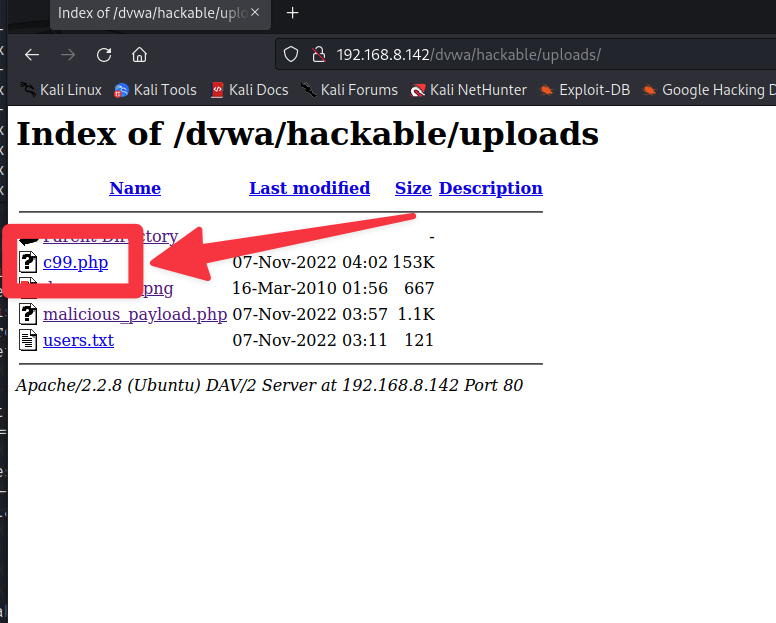 Index of /dvwa/hackable/uplo
192.168.8.142/dvwa/hackable/uploads/
Kali Linux Kali Tools Kali Docs Kali Forums Kali NetHunter Exploit-DB Google Hacking D
Index of /dvwa/hackable/uploads
Name Last modified Size Description
Parent Directory -
c99.php 07-Nov-2022 04:02 153K
png 16-Mar-2010 01:56 667
malicious_payload.php 07-Nov-2022 03:57 1.1K
users.txt 07-Nov-2022 03:11 121
Apache/2.2.8 (Ubuntu) DAV/2 Server at 192.168.8.142 Port 80